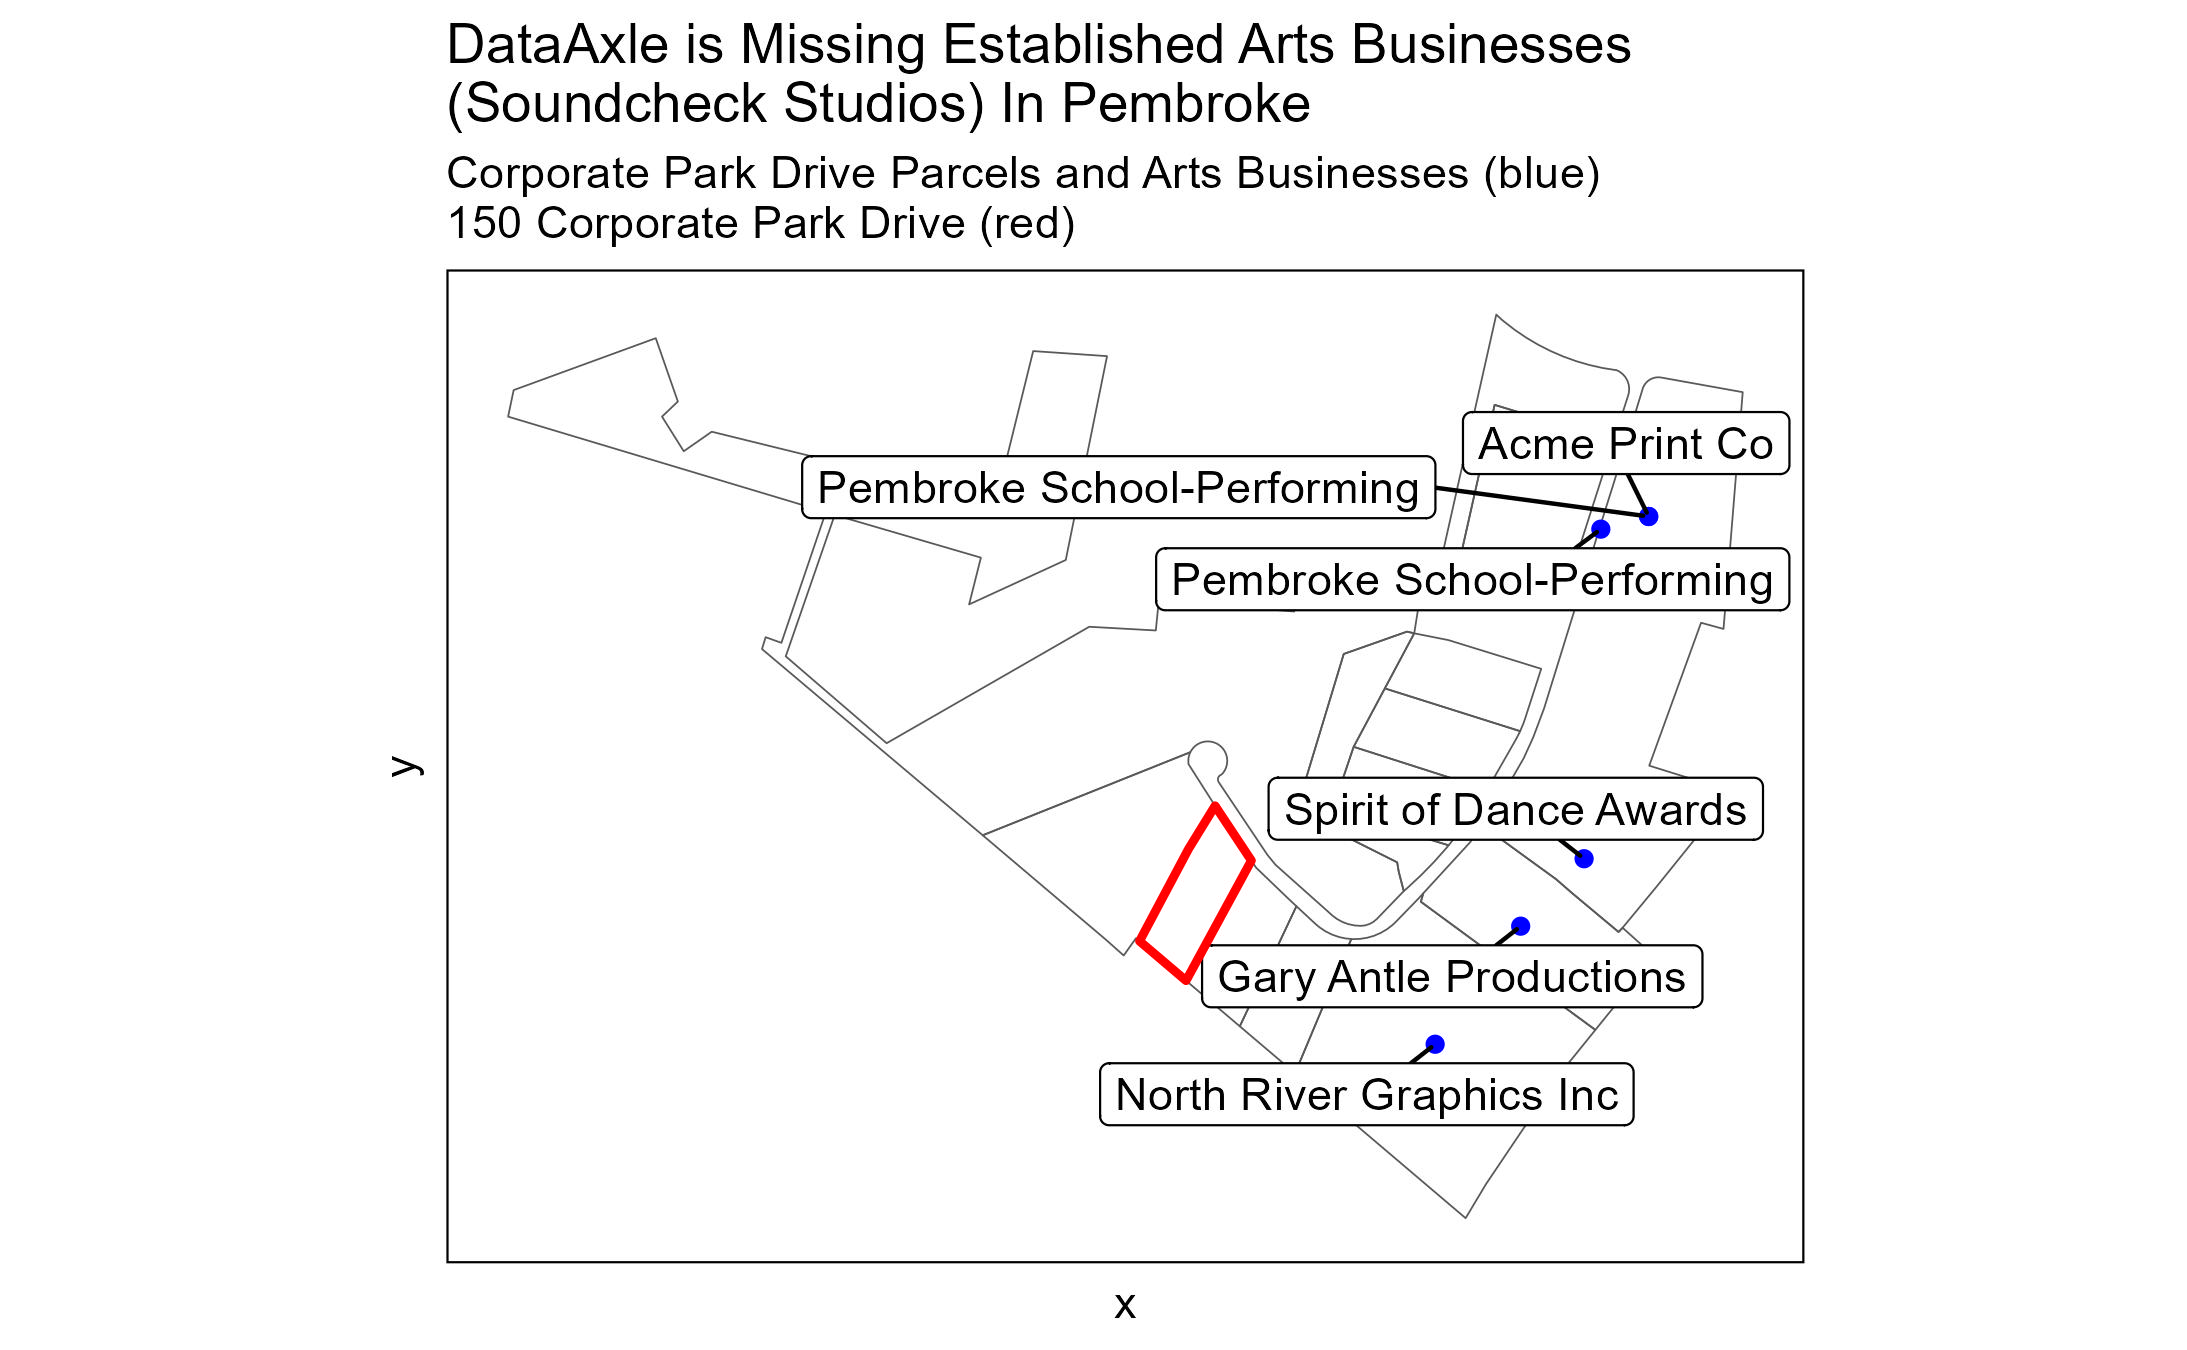 DataAxle is Missing Established Arts Businesses
(Soundcheck Studios) In Pembroke
Corporate Park Drive Parcels and Arts Businesses (blue)
150 Corporate Park Drive (red)
Acme Print Co
Pembroke School-Performing
Pembroke School-Performing
y
Spirit of Dance Awards
Gary Antle Productions
North River Graphics Inc
x